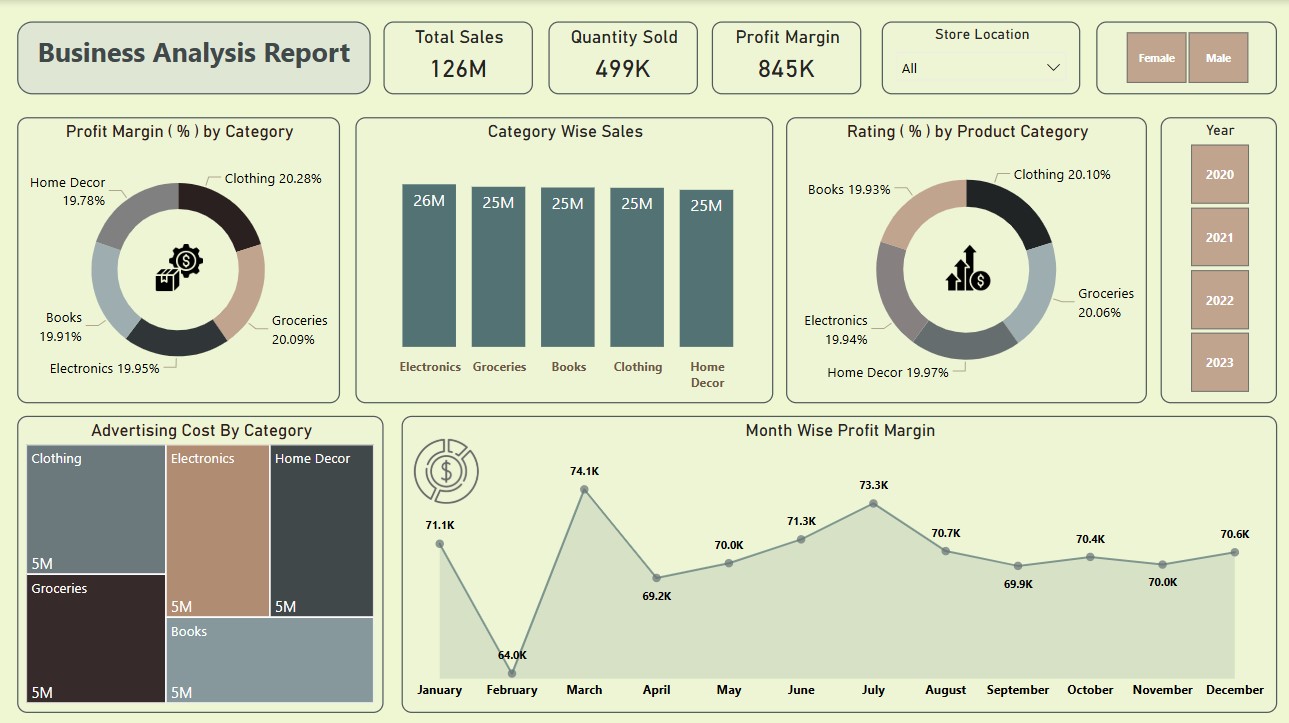 Business Analysis Report
Total Sales
126M
Quantity Sold
499K
Profit Margin
845K
Store Location
All
Female
Male
Profit Margin ( % ) by Category
Clothing 20.28%
Groceries
20.09%
Electronics 19.95%
Books
19.91%
Home Decor
19.78%
Category Wise Sales
26M
25M
25M
25M
25M
Electronics
Groceries
Books
Clothing
Home
Decor
Rating ( % ) by Product Category
Clothing 20.10%
Groceries
20.06%
Home Decor 19.97%
Electronics
19.94%
Books 19.93%
Year
2020
2021
2022
2023
Advertising Cost By Category
Clothing
5M
Groceries
5M
Electronics
5M
Home Decor
5M
Books
5M
Month Wise Profit Margin
71.1K
64.0K
74.1K
69.2K
70.0K
71.3K
73.3K
70.7K
69.9K
70.4K
70.0K
70.6K
January
February
March
April
May
June
July
August
September
October
November
December